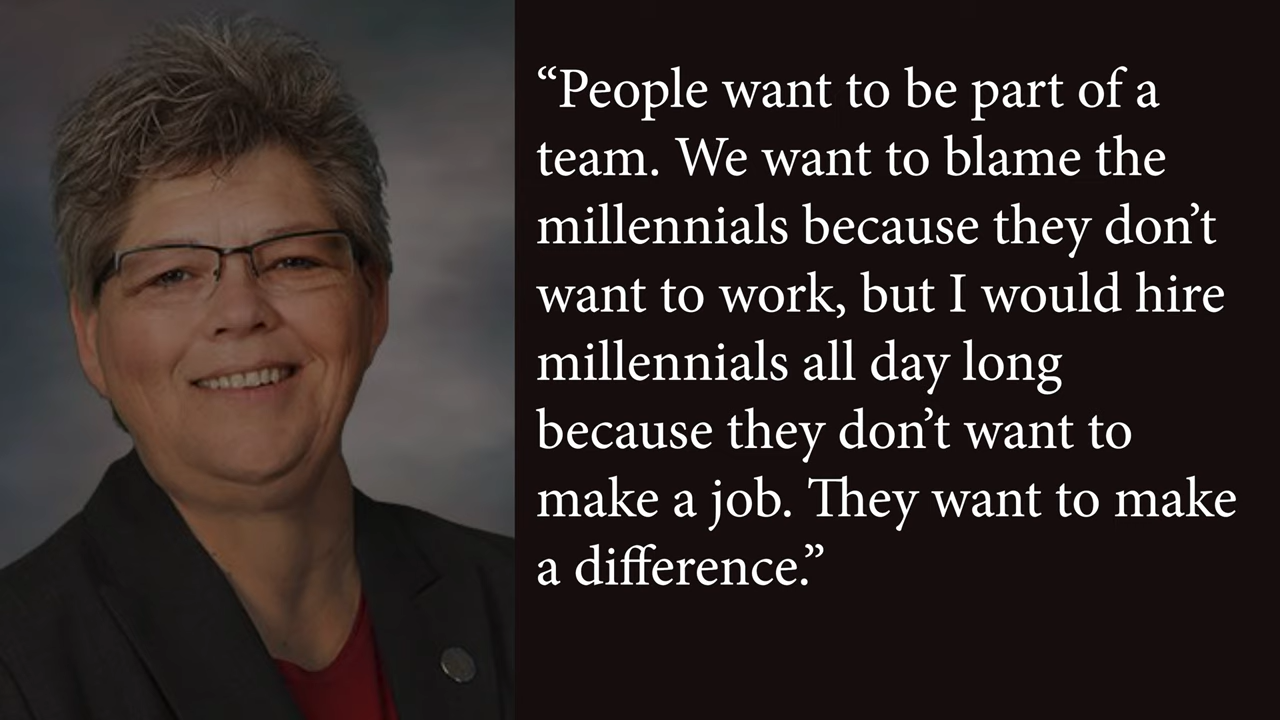 “People want to be part of a
team. We want to blame the
millennials because they don’t
want to work, but I would hire
millennials all day long
because they don’t want to
make a job. They want to make
a difference.”